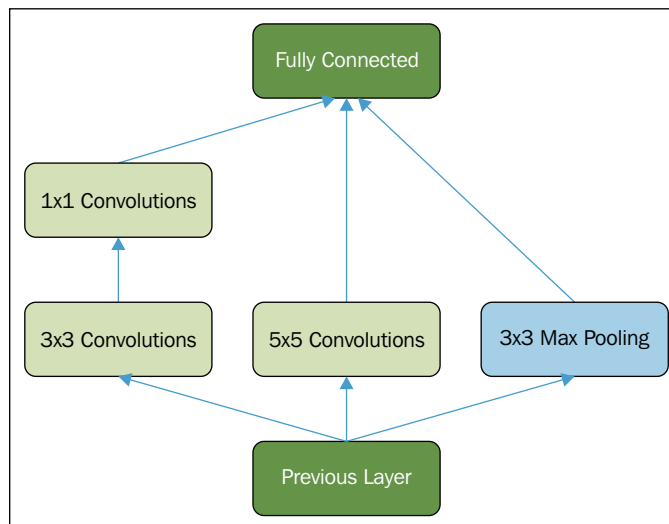 Fully Connected
1x1 Convolutions
3x3 Convolutions
5x5 Convolutions
3x3 Max Pooling
Previous Layer